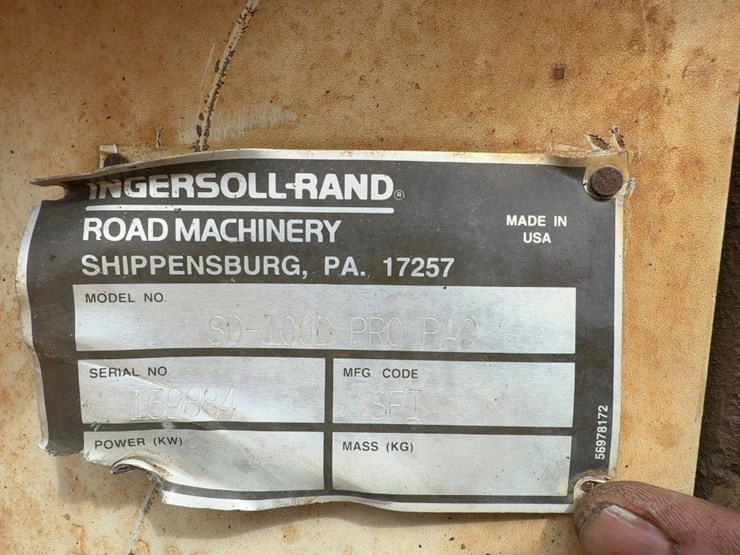 INGERSOLL-RAND®
ROAD MACHINERY
SHIPPENSBURG, PA. 17257
MADE IN
USA
MODEL NO.
SD-100D PRO PAC
SERIAL NO
159884
MFG CODE
SFI
POWER (KW)
MASS (KG)
56978172